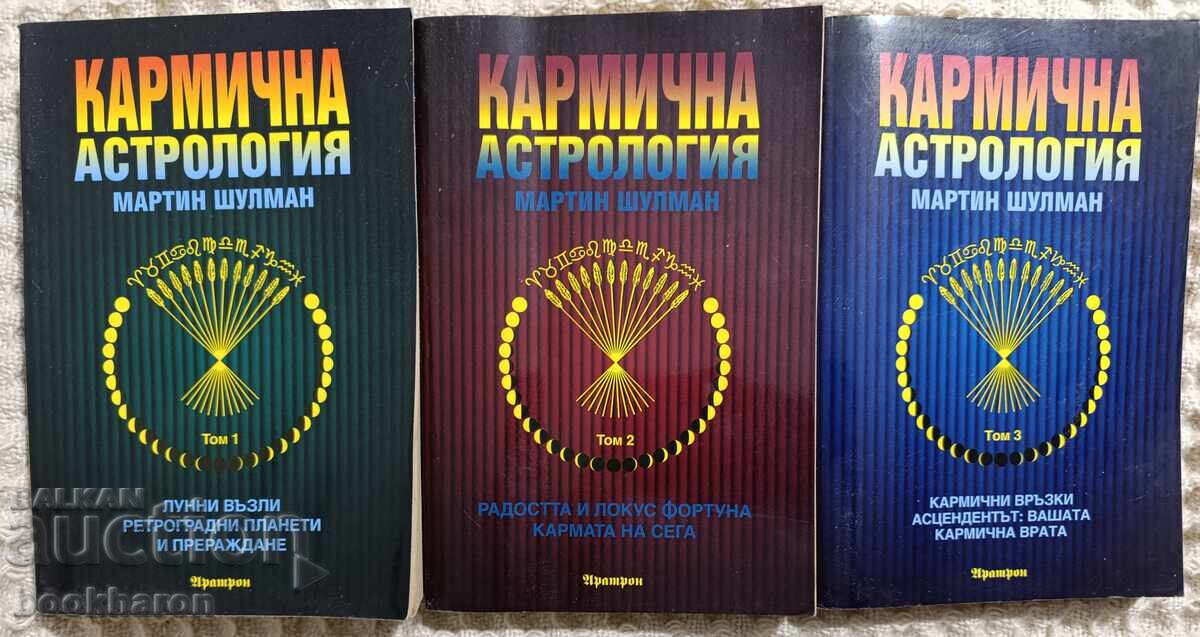 КАРМИЧНА
АСТРОЛОГИЯ
МАРТИН ШУЛМАН
Том 1
ЛУННИ ВЪЗЛИ
РЕТРОГРАДНИ ПЛАНЕТИ
И ПРЕРАЖДАНЕ
Аратрон
КАРМИЧНА
АСТРОЛОГИЯ
МАРТИН ШУЛМАН
Том 2
РАДОСТТА И ЛОКУС ФОРТУНА
КАРМАТА НА СЕГА
Аратрон
КАРМИЧНА
АСТРОЛОГИЯ
МАРТИН ШУЛМАН
Том 3
КАРМИЧНИ ВРЪЗКИ
АСЦЕНДЕНТЪТ: ВАШАТА
КАРМИЧНА ВРАТА
Аратрон
BALKAN
auction
bookharon